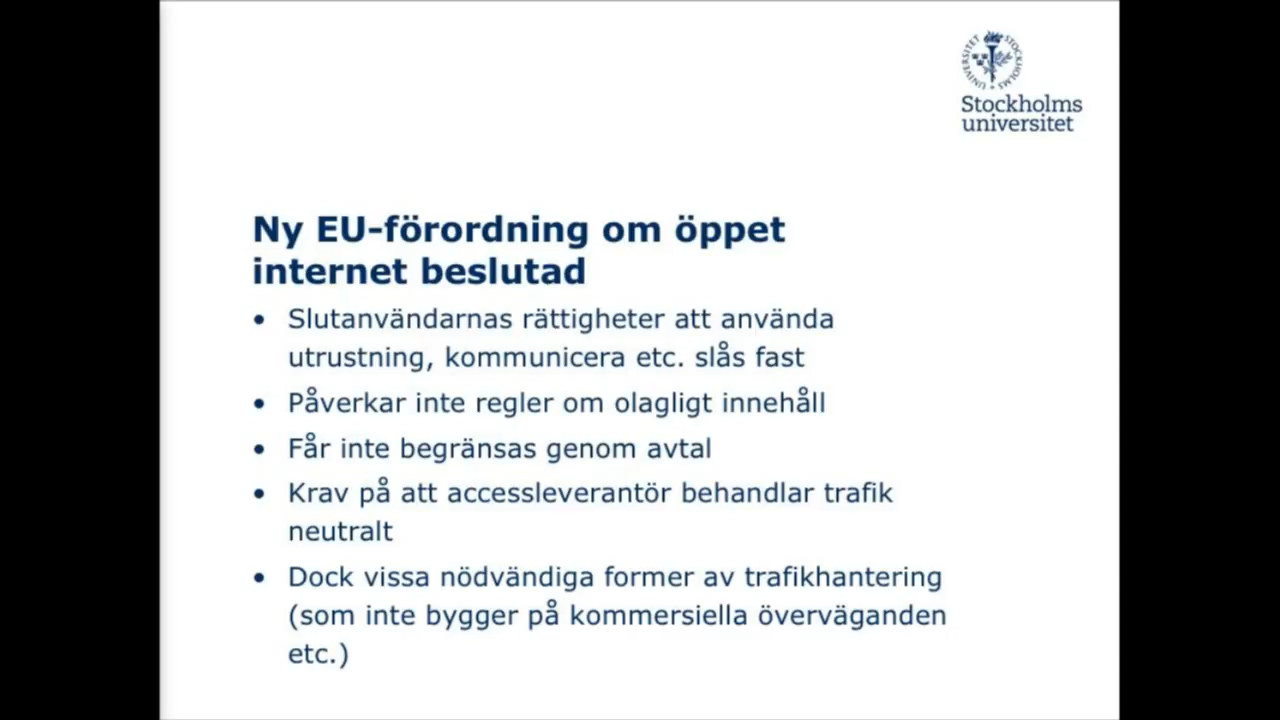 UNIVERSITET STOCKHOLMS
Stockholms
universitet
Ny EU-förordning om öppet
internet beslutad
• Slutanvändarnas rättigheter att använda
utrustning, kommunicera etc. slås fast
• Påverkar inte regler om olagligt innehåll
• Får inte begränsas genom avtal
• Krav på att accessleverantör behandlar trafik
neutralt
• Dock vissa nödvändiga former av trafikhantering
(som inte bygger på kommersiella överväganden
etc.)